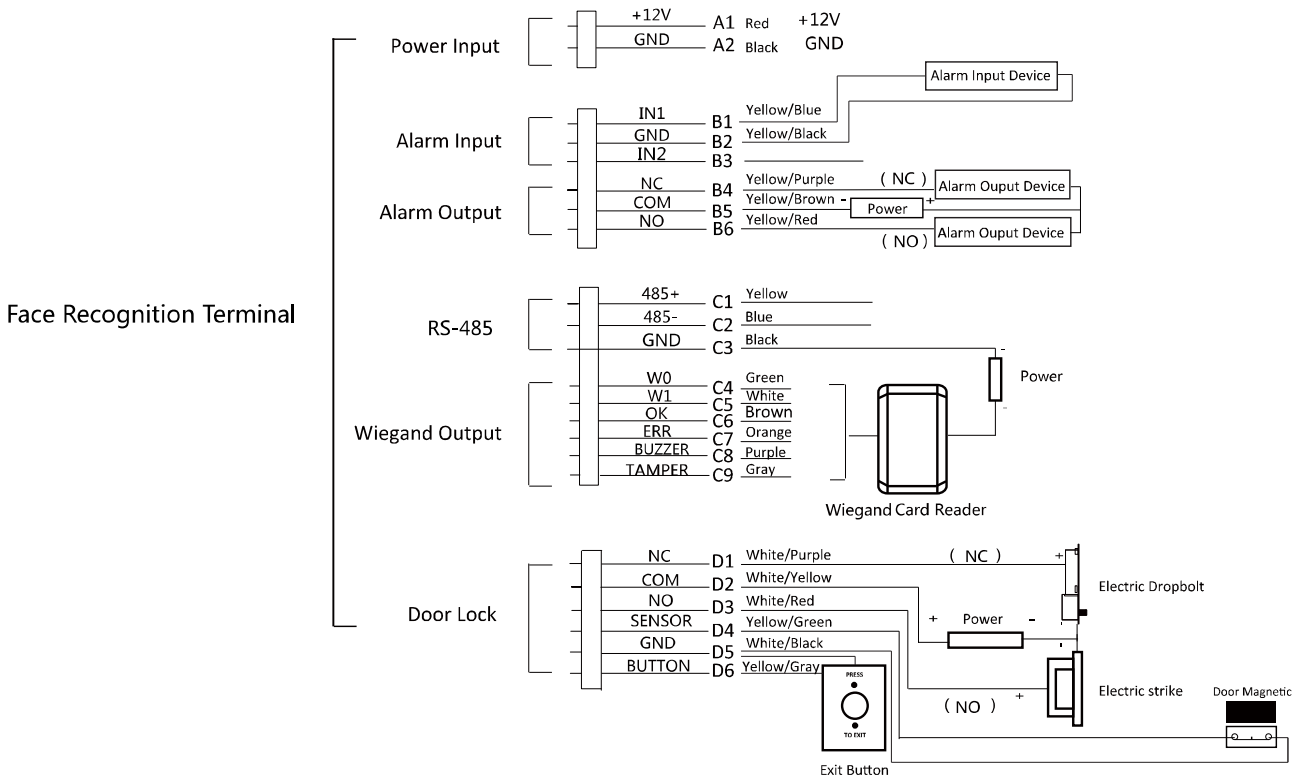 Face Recognition Terminal
Power Input
+12V A1 Red +12V
GND A2 Black GND
Alarm Input
IN1 B1 Yellow/Blue
Alarm Input Device
GND B2 Yellow/Black
IN2 B3
Alarm Output
NC B4 Yellow/Purple ( NC ) Alarm Ouput Device
COM B5 Yellow/Brown - Power +
NO B6 Yellow/Red ( NO ) Alarm Ouput Device
RS-485
485+ C1 Yellow
485- C2 Blue
GND C3 Black
- Power -
Wiegand Output
W0 C4 Green
W1 C5 White
OK C6 Brown
ERR C7 Orange
BUZZER C8 Purple
TAMPER C9 Gray
Wiegand Card Reader
Door Lock
NC D1 White/Purple ( NC ) +
Electric Dropbolt
COM D2 White/Yellow
+ Power - -
NO D3 White/Red
SENSOR D4 Yellow/Green
GND D5 White/Black
BUTTON D6 Yellow/Gray
PRESS
TO EXIT
Exit Button
( NO ) +
Electric strike
Door Magnetic